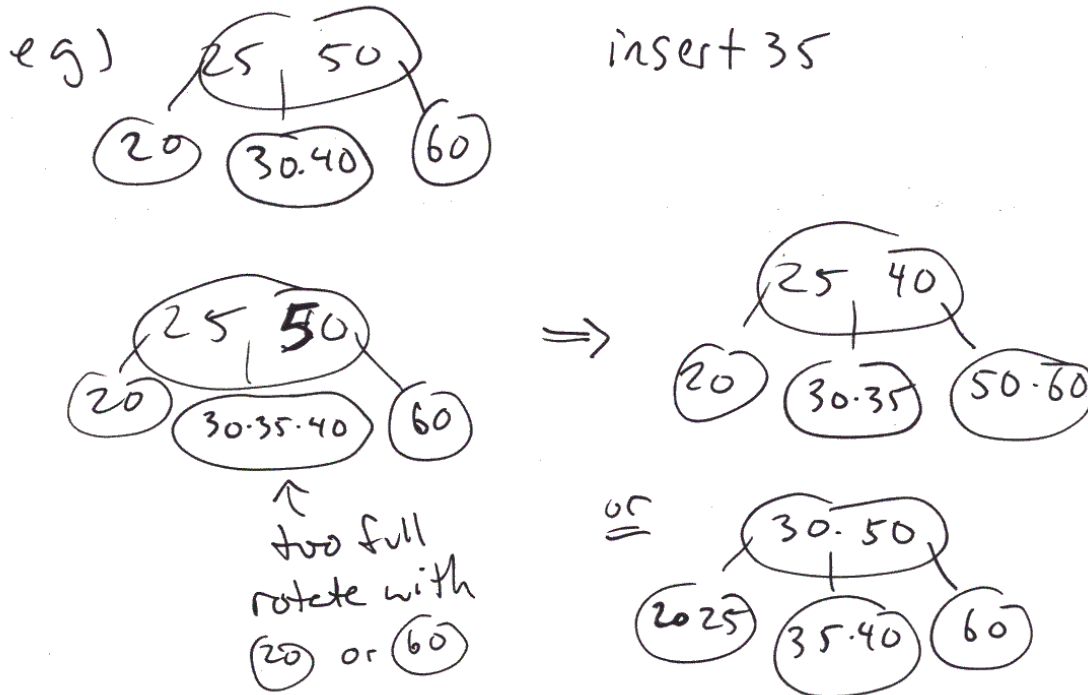 eg) 25 50 insert 35
20 30·40 60
25 50 ⇒ 25 40
20 30·35·40 60 20 30·35 50·60
↑
too full
rotate with
20 or 60
or 30·50
20 25 35·40 60